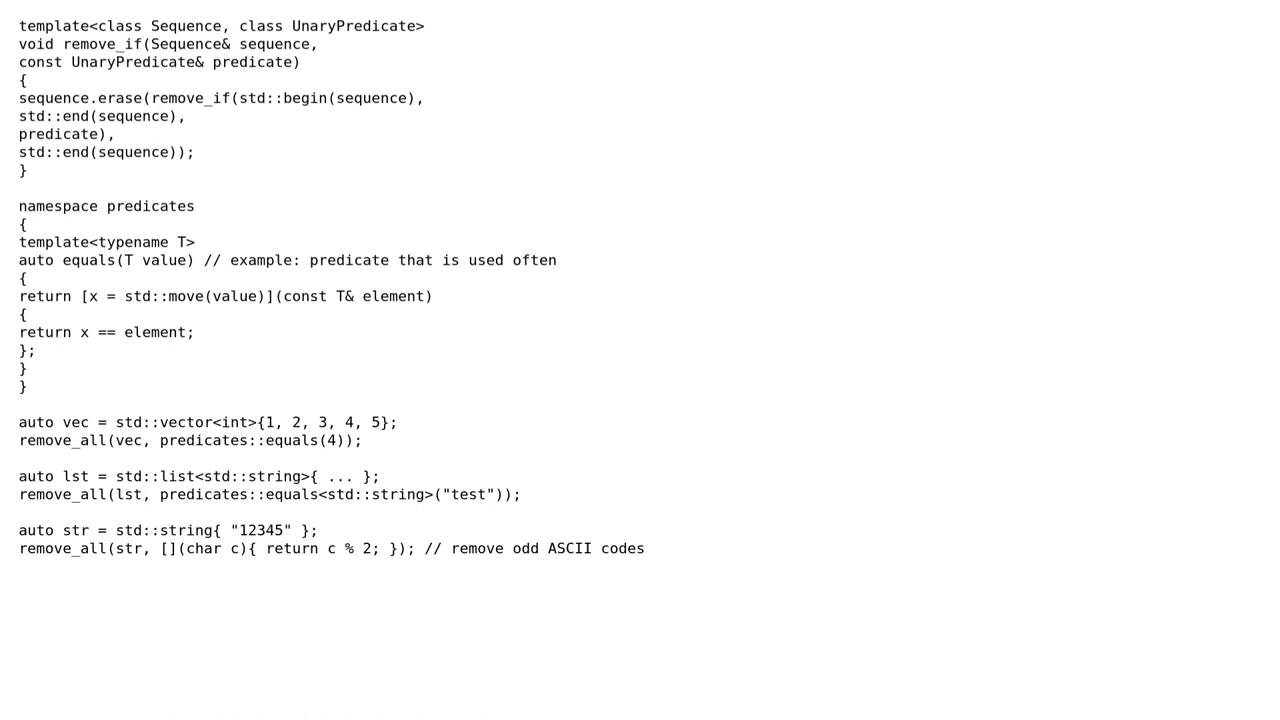 template<class Sequence, class UnaryPredicate>
void remove_if(Sequence& sequence,
const UnaryPredicate& predicate)
{
sequence.erase(remove_if(std::begin(sequence),
std::end(sequence),
predicate),
std::end(sequence));
}

namespace predicates
{
template<typename T>
auto equals(T value) // example: predicate that is used often
{
return [x = std::move(value)](const T& element)
{
return x == element;
};
}
}

auto vec = std::vector<int>{1, 2, 3, 4, 5};
remove_all(vec, predicates::equals(4));

auto lst = std::list<std::string>{ ... };
remove_all(lst, predicates::equals<std::string>("test"));

auto str = std::string{ "12345" };
remove_all(str, [](char c){ return c % 2; }); // remove odd ASCII codes